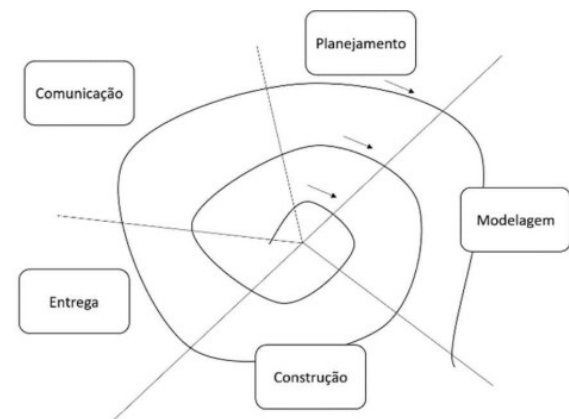 Planejamento
Comunicação
Modelagem
Entrega
Construção